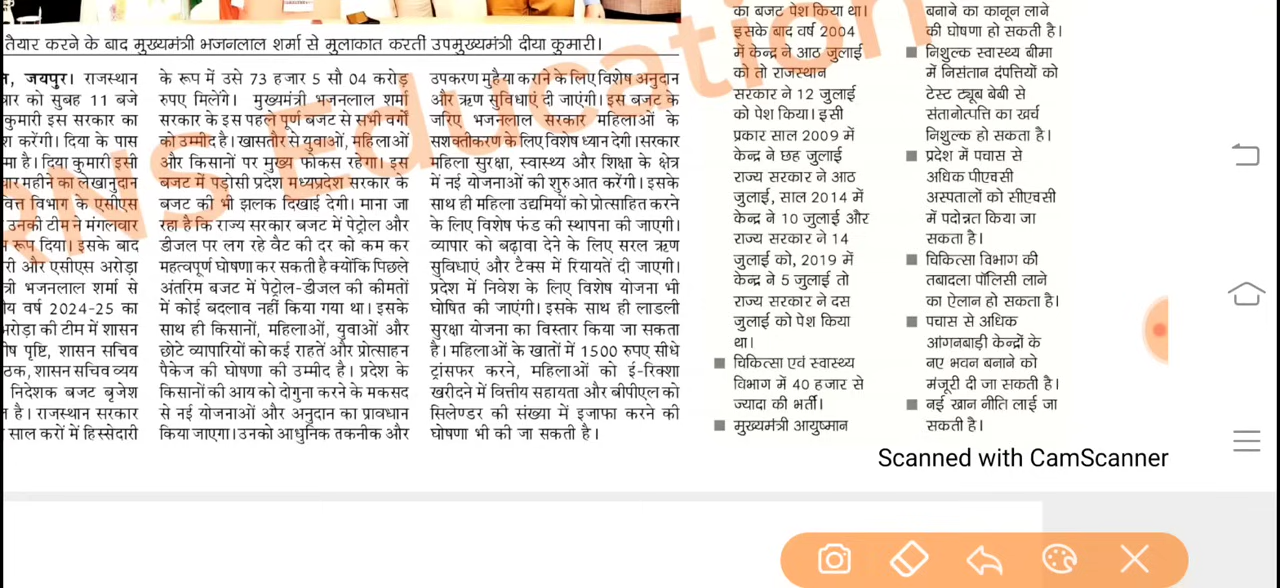 तैयार करने के बाद मुख्यमंत्री भजनलाल शर्मा से मुलाकात करतीं उपमुख्यमंत्री दीया कुमारी।
जयपुर। राजस्थान
को सुबह 11 बजे
कुमारी इस सरकार का
करेंगी। दिया के पास
है। दिया कुमारी इसी
महीने का लेखानुदान
वित्त विभाग के एसीएस
उनकी टीम ने मंगलवार
रूप दिया। इसके बाद
और एसीएस अरोड़ा
भजनलाल शर्मा से
वर्ष 2024-25 का
की टीम में शासन
पृष्टि, शासन सचिव
शासन सचिव व्यय
निदेशक बजट बृजेश
है। राजस्थान सरकार
साल करों में हिस्सेदारी
के रूप में उसे 73 हजार 5 सौ 04 करोड़
रुपए मिलेंगे। मुख्यमंत्री भजनलाल शर्मा
सरकार के इस पहले पूर्ण बजट से सभी वर्गों
को उम्मीद है। खासतौर से युवाओं, महिलाओं
और किसानों पर मुख्य फोकस रहेगा। इस
बजट में पड़ोसी प्रदेश मध्यप्रदेश सरकार के
बजट की भी झलक दिखाई देगी। माना जा
रहा है कि राज्य सरकार बजट में पेट्रोल और
डीजल पर लग रहे वैट की दर को कम कर
महत्वपूर्ण घोषणा कर सकती है क्योंकि पिछले
अंतरिम बजट में पेट्रोल-डीजल की कीमतों
में कोई बदलाव नहीं किया गया था। इसके
साथ ही किसानों, महिलाओं, युवाओं और
छोटे व्यापारियों को कई राहतें और प्रोत्साहन
पैकेज की घोषणा की उम्मीद है। प्रदेश के
किसानों की आय को दोगुना करने के मकसद
से नई योजनाओं और अनुदान का प्रावधान
किया जाएगा। उनको आधुनिक तकनीक और
उपकरण मुहैया कराने के लिए विशेष अनुदान
और ऋण सुविधाएं दी जाएंगी। इस बजट के
जरिए भजनलाल सरकार महिलाओं के
सशक्तीकरण के लिए विशेष ध्यान देगी। सरकार
महिला सुरक्षा, स्वास्थ्य और शिक्षा के क्षेत्र
में नई योजनाओं की शुरुआत करेंगी। इसके
साथ ही महिला उद्यमियों को प्रोत्साहित करने
के लिए विशेष फंड की स्थापना की जाएगी।
व्यापार को बढ़ावा देने के लिए सरल ऋण
सुविधाएं और टैक्स में रियायतें दी जाएगी।
प्रदेश में निवेश के लिए विशेष योजना भी
घोषित की जाएंगी। इसके साथ ही लाडली
सुरक्षा योजना का विस्तार किया जा सकता
है। महिलाओं के खातों में 1500 रुपए सीधे
ट्रांसफर करने, महिलाओं को ई-रिक्शा
खरीदने में वित्तीय सहायता और बीपीएल को
सिलेण्डर की संख्या में इजाफा करने की
घोषणा भी की जा सकती है।
का बजट पेश किया था।
इसके बाद वर्ष 2004
में केन्द्र ने आठ जुलाई
को तो राजस्थान
सरकार ने 12 जुलाई
को पेश किया। इसी
प्रकार साल 2009 में
केन्द्र ने छह जुलाई
राज्य सरकार ने आठ
जुलाई, साल 2014 में
केन्द्र ने 10 जुलाई और
राज्य सरकार ने 14
जुलाई को, 2019 में
केन्द्र ने 5 जुलाई तो
राज्य सरकार ने दस
जुलाई को पेश किया
था।
■ चिकित्सा एवं स्वास्थ्य
विभाग में 40 हजार से
ज्यादा की भर्ती।
■ मुख्यमंत्री आयुष्मान
बनाने का कानून लाने
की घोषणा हो सकती है।
■ निशुल्क स्वास्थ्य बीमा
में निसंतान दंपत्तियों को
टेस्ट ट्यूब बेबी से
संतानोत्पत्ति का खर्च
निशुल्क हो सकता है।
■ प्रदेश में पचास से
अधिक पीएचसी
अस्पतालों को सीएचसी
में पदोन्नत किया जा
सकता है।
■ चिकित्सा विभाग की
तबादला पॉलिसी लाने
का ऐलान हो सकता है।
■ पचास से अधिक
आंगनबाड़ी केन्द्रों के
नए भवन बनाने को
मंजूरी दी जा सकती है।
■ नई खान नीति लाई जा
सकती है।
Scanned with CamScanner
WS Education